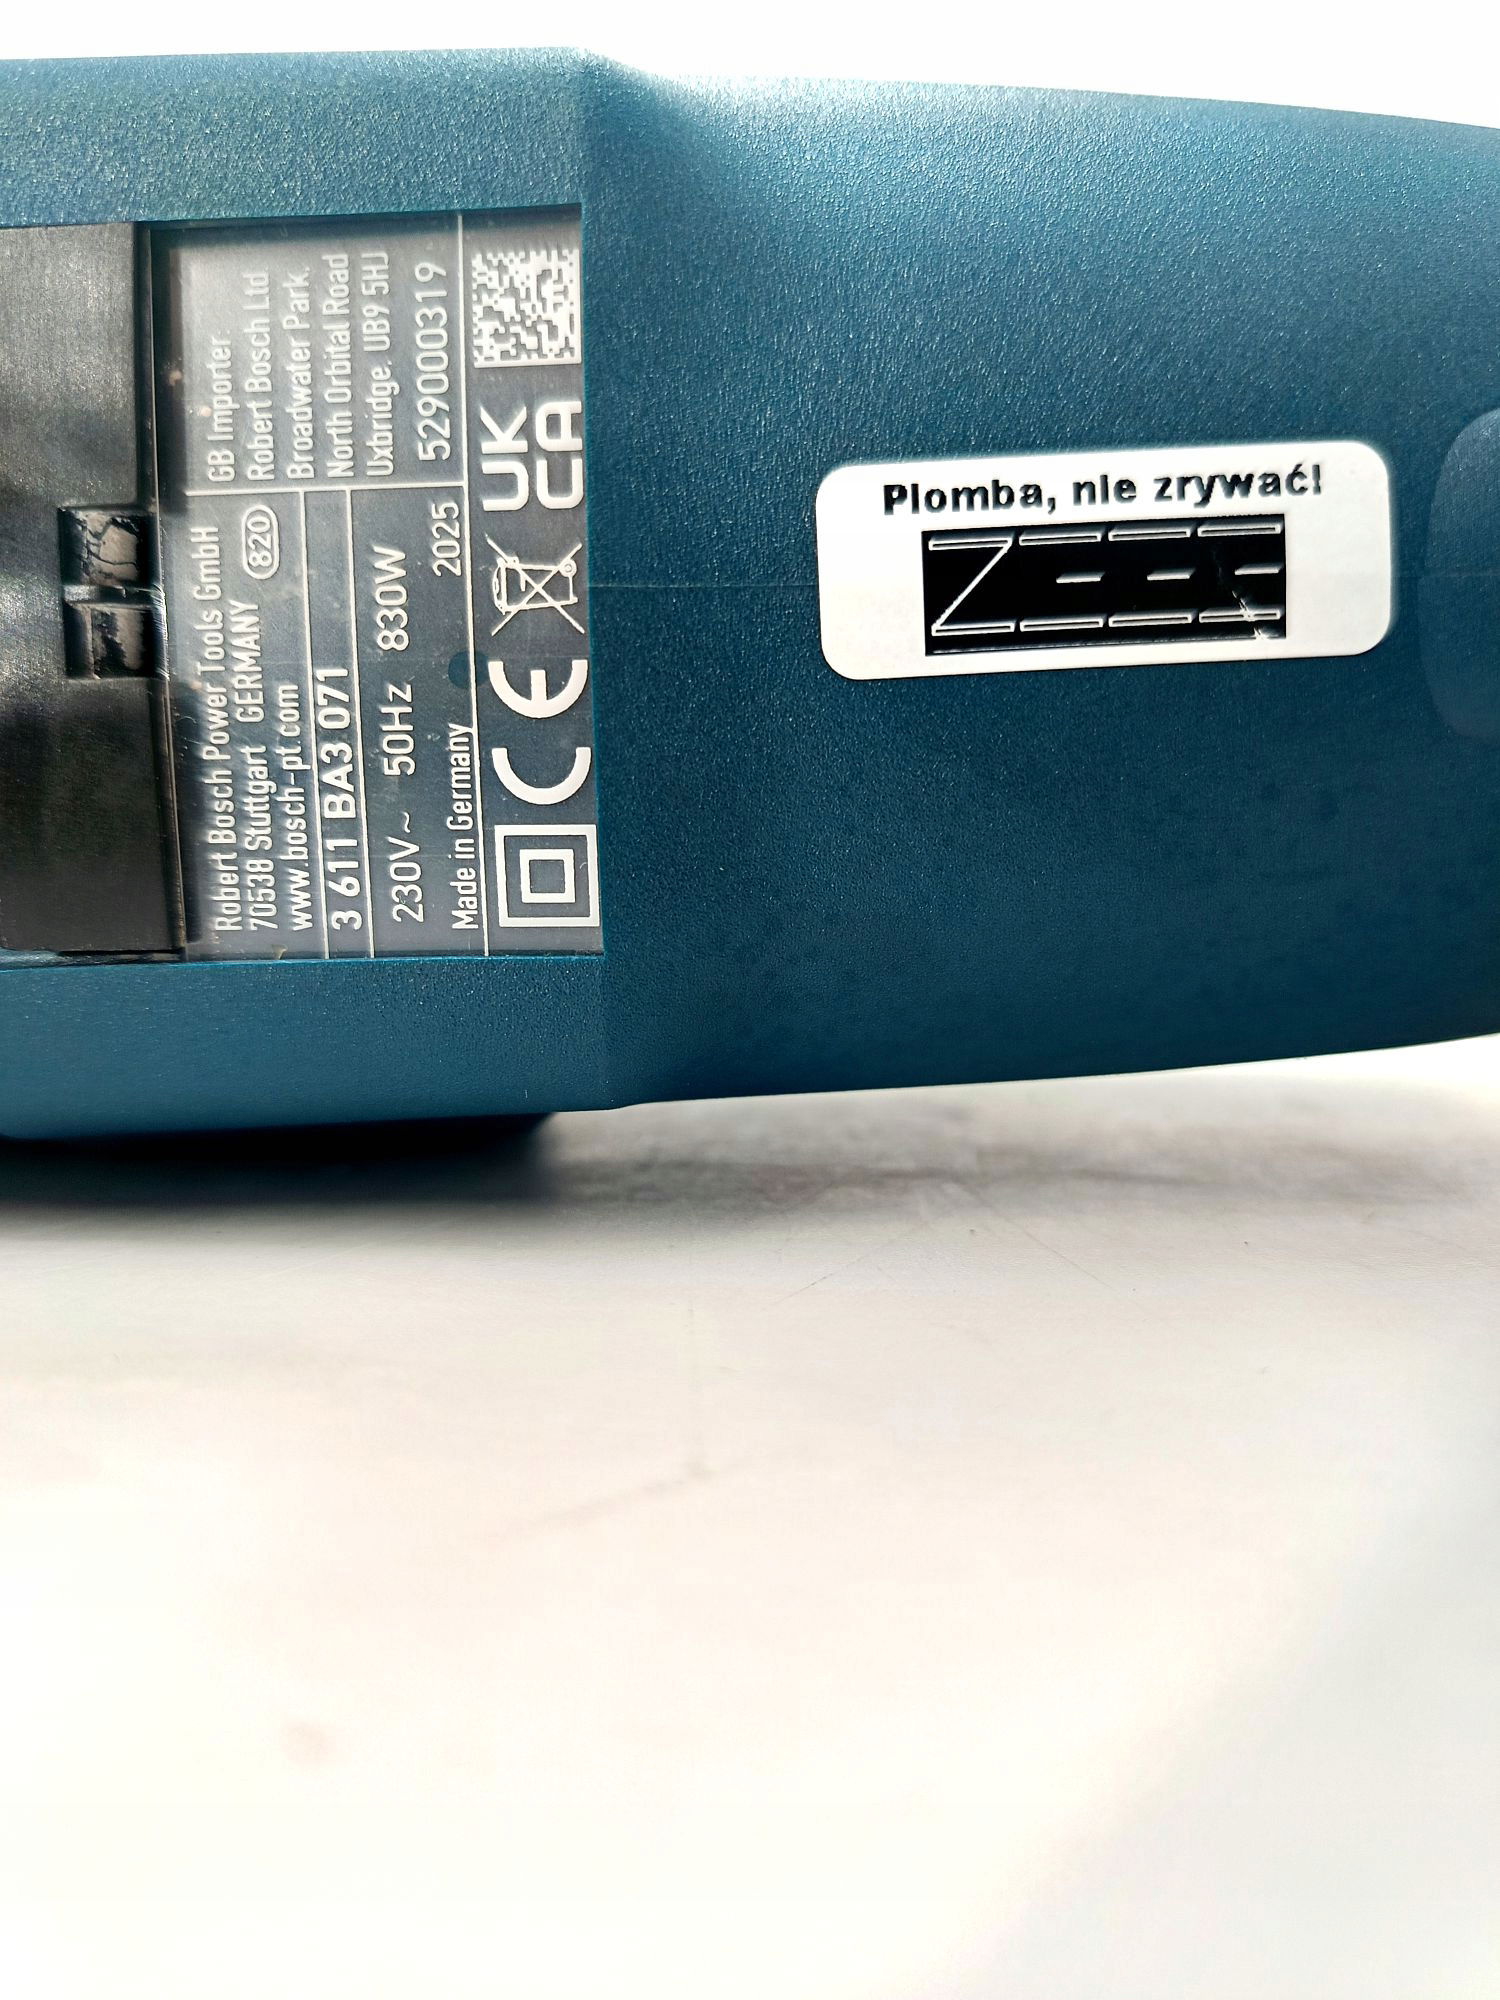 Robert Bosch Power Tools GmbH
70538 Stuttgart GERMANY 820
www.bosch-pt.com
3 611 BA3 071
230V~ 50Hz 830W
Made in Germany 2025
GB Importer:
Robert Bosch Ltd.
Broadwater Park,
North Orbital Road
Uxbridge, UB9 5HJ
529000319
CE
UK
CA
Plomba, nie zrywać!